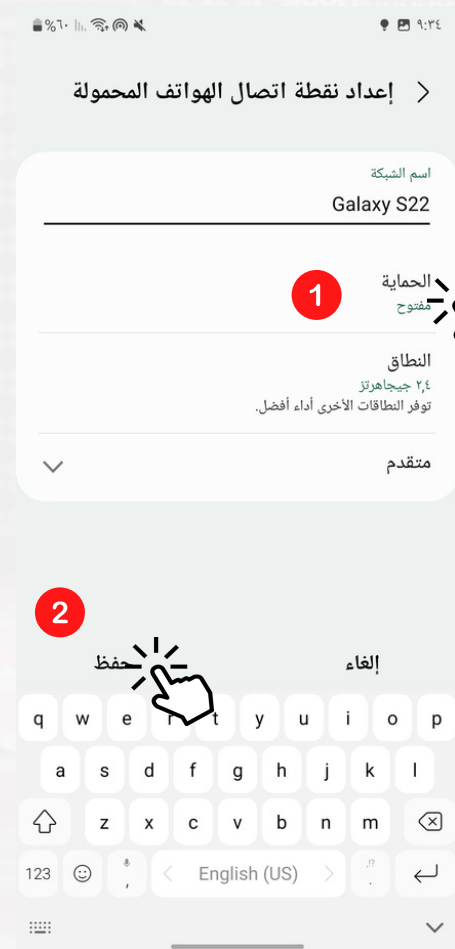 ٩:٣٤
٦٠%
إعداد نقطة اتصال الهواتف المحمولة
اسم الشبكة
Galaxy S22
الحماية
مفتوح
1
النطاق
٢,٤ جيجاهرتز
توفر النطاقات الأخرى أداء أفضل.
متقدم
2
إلغاء
حفظ
q w e r t y u i o p
a s d f g h j k l
z x c v b n m
123 , < English (US) > ,!? .